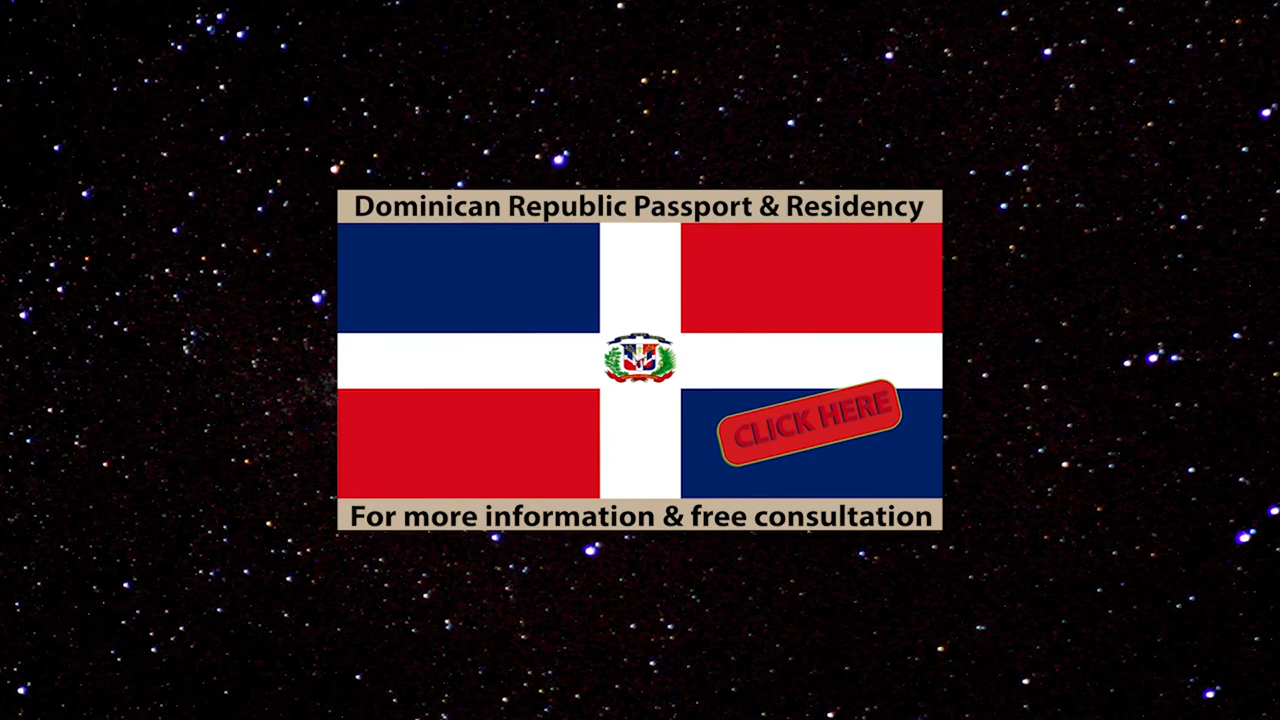 Dominican Republic Passport & Residency
CLICK HERE
For more information & free consultation